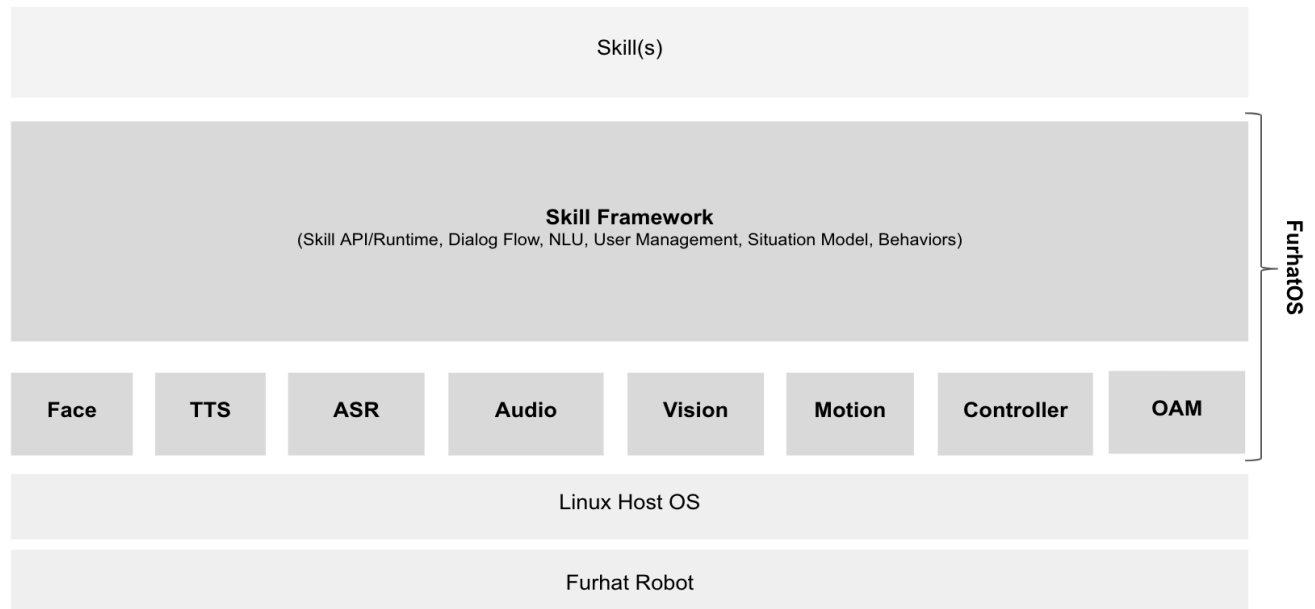 Skill(s)
Skill Framework
(Skill API/Runtime, Dialog Flow, NLU, User Management, Situation Model, Behaviors)
FurhatOS
Face
TTS
ASR
Audio
Vision
Motion
Controller
OAM
Linux Host OS
Furhat Robot